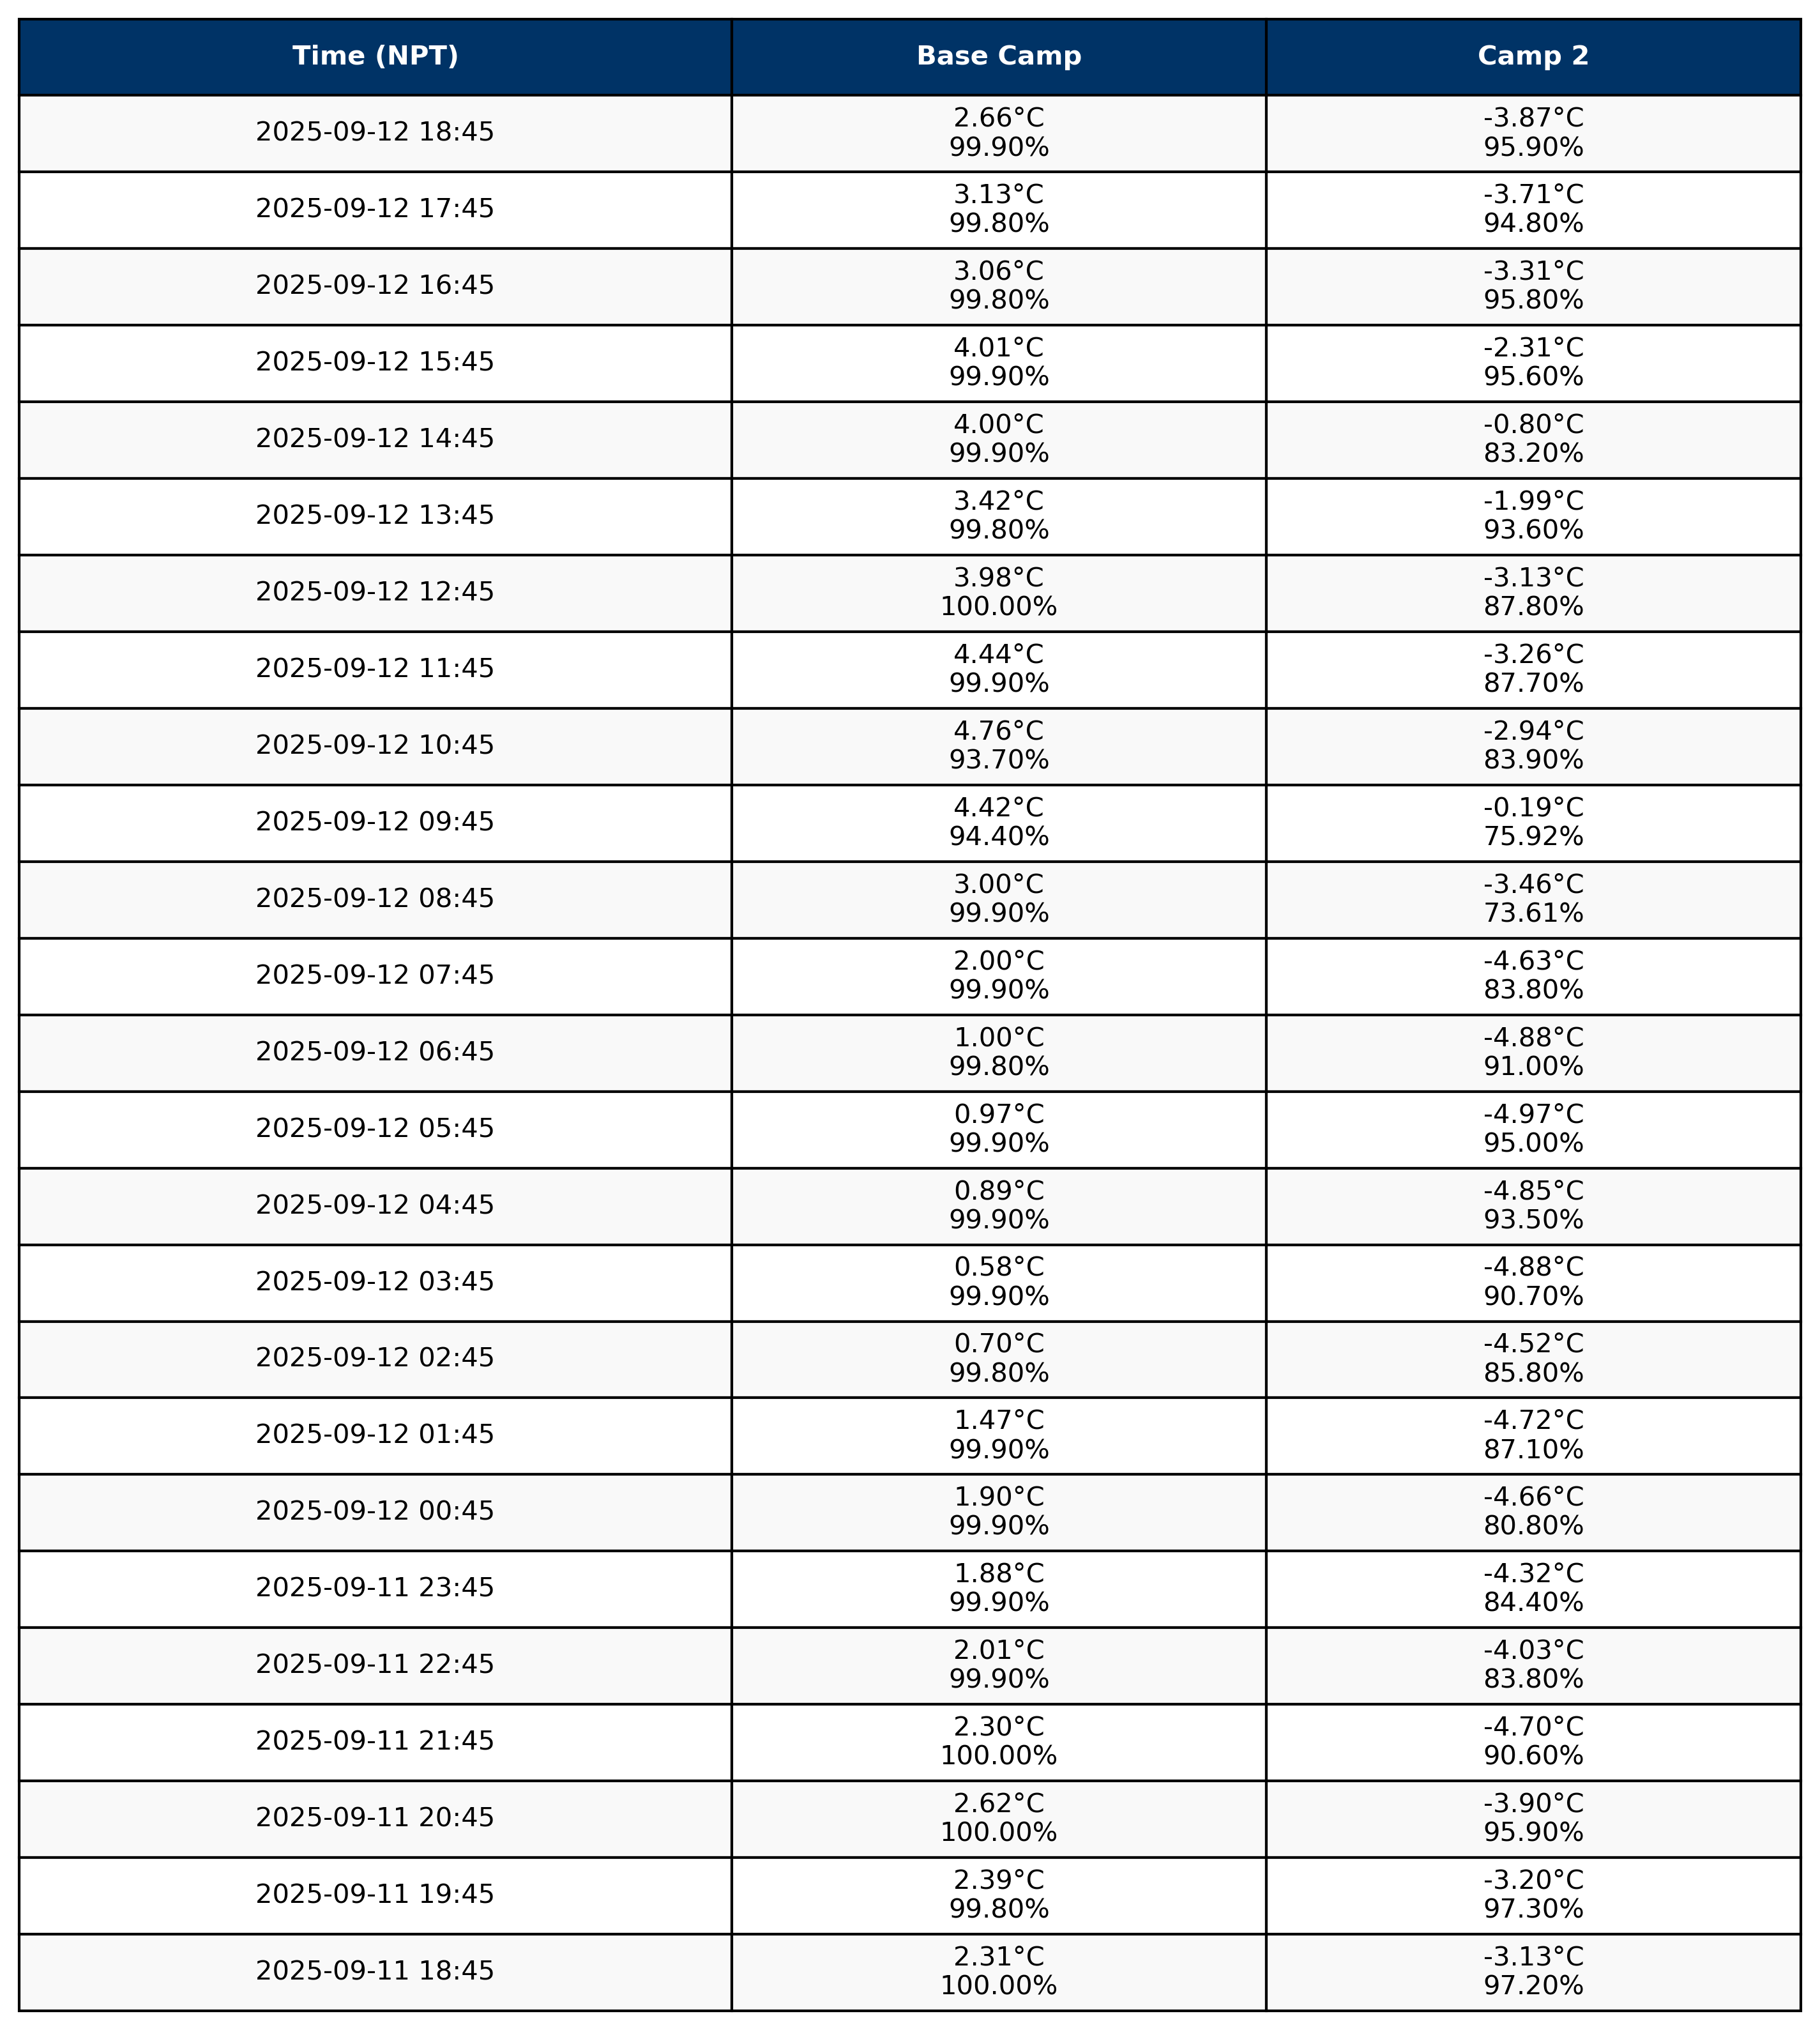 Time (NPT) Base Camp Camp 2
2025-09-12 18:45 2.66°C -3.87°C
99.90% 95.90%
2025-09-12 17:45 3.13°C -3.71°C
99.80% 94.80%
2025-09-12 16:45 3.06°C -3.31°C
99.80% 95.80%
2025-09-12 15:45 4.01°C -2.31°C
99.90% 95.60%
2025-09-12 14:45 4.00°C -0.80°C
99.90% 83.20%
2025-09-12 13:45 3.42°C -1.99°C
99.80% 93.60%
2025-09-12 12:45 3.98°C -3.13°C
100.00% 87.80%
2025-09-12 11:45 4.44°C -3.26°C
99.90% 87.70%
2025-09-12 10:45 4.76°C -2.94°C
93.70% 83.90%
2025-09-12 09:45 4.42°C -0.19°C
94.40% 75.92%
2025-09-12 08:45 3.00°C -3.46°C
99.90% 73.61%
2025-09-12 07:45 2.00°C -4.63°C
99.90% 83.80%
2025-09-12 06:45 1.00°C -4.88°C
99.80% 91.00%
2025-09-12 05:45 0.97°C -4.97°C
99.90% 95.00%
2025-09-12 04:45 0.89°C -4.85°C
99.90% 93.50%
2025-09-12 03:45 0.58°C -4.88°C
99.90% 90.70%
2025-09-12 02:45 0.70°C -4.52°C
99.80% 85.80%
2025-09-12 01:45 1.47°C -4.72°C
99.90% 87.10%
2025-09-12 00:45 1.90°C -4.66°C
99.90% 80.80%
2025-09-11 23:45 1.88°C -4.32°C
99.90% 84.40%
2025-09-11 22:45 2.01°C -4.03°C
99.90% 83.80%
2025-09-11 21:45 2.30°C -4.70°C
100.00% 90.60%
2025-09-11 20:45 2.62°C -3.90°C
100.00% 95.90%
2025-09-11 19:45 2.39°C -3.20°C
99.80% 97.30%
2025-09-11 18:45 2.31°C -3.13°C
100.00% 97.20%